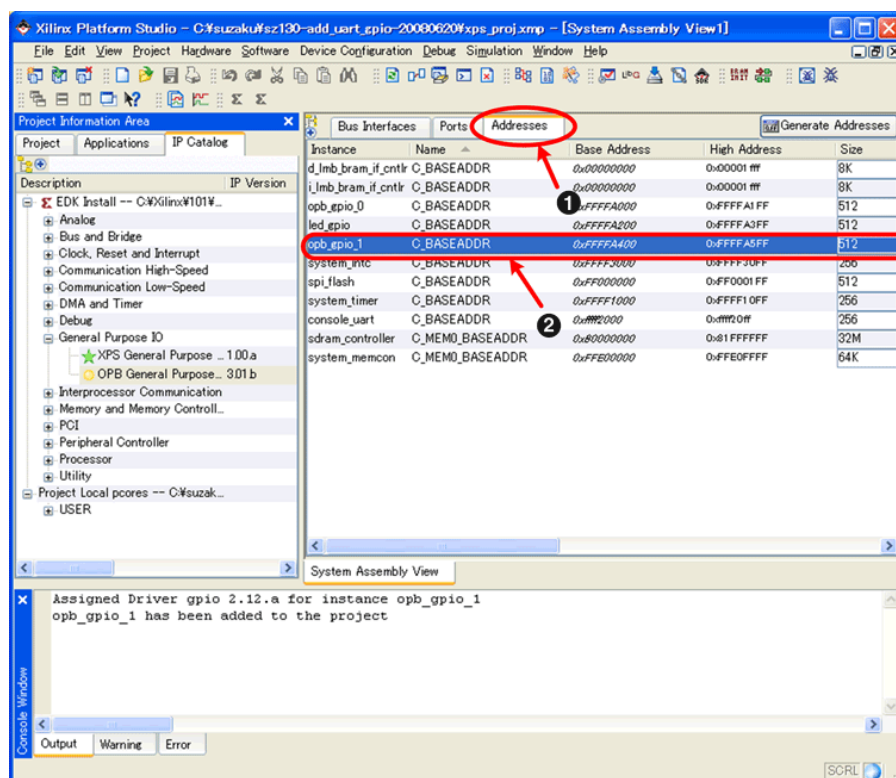 Xilinx Platform Studio - C:¥suzaku¥sz130-add_uart_gpio-20080620¥xps_proj.xmp - [System Assembly View1]
File Edit View Project Hardware Software Device Configuration Debug Simulation Window Help
Project Information Area
Project Applications IP Catalog
Description IP Version
EDK Install -- C:¥Xilinx¥101¥...
Analog
Bus and Bridge
Clock, Reset and Interrupt
Communication High-Speed
Communication Low-Speed
DMA and Timer
Debug
General Purpose IO
XPS General Purpose ... 1.00.a
OPB General Purpose... 3.01 b
Interprocessor Communication
Memory and Memory Controll...
PCI
Peripheral Controller
Processor
Utility
Project Local pcores -- C:¥suzak...
USER
Bus Interfaces Ports Addresses Generate Addresses
Instance Name Base Address High Address Size
d_lmb_bram_if_cntlr C_BASEADDR 0x00000000 0x00001fff 8K
i_lmb_bram_if_cntlr C_BASEADDR 0x00000000 0x00001fff 8K
opb_gpio_0 C_BASEADDR 0xFFFFA000 0xFFFFA1FF 512
led_gpio C_BASEADDR 0xFFFFA200 0xFFFFA3FF 512
opb_gpio_1 C_BASEADDR 0xFFFFA400 0xFFFFA5FF 512
system_intc C_BASEADDR 0xFFFF3000 0xFFFF30FF 256
spi_flash C_BASEADDR 0xFF000000 0xFF0001FF 512
system_timer C_BASEADDR 0xFFFF1000 0xFFFF10FF 256
console_uart C_BASEADDR 0xffff2000 0xffff20ff 256
sdram_controller C_MEM0_BASEADDR 0x80000000 0x81FFFFFF 32M
system_memcon C_MEM0_BASEADDR 0xFFE00000 0xFFE0FFFF 64K
1
2
System Assembly View
Assigned Driver gpio 2.12.a for instance opb_gpio_1
opb_gpio_1 has been added to the project
Console Window
Output Warning Error
SCRL